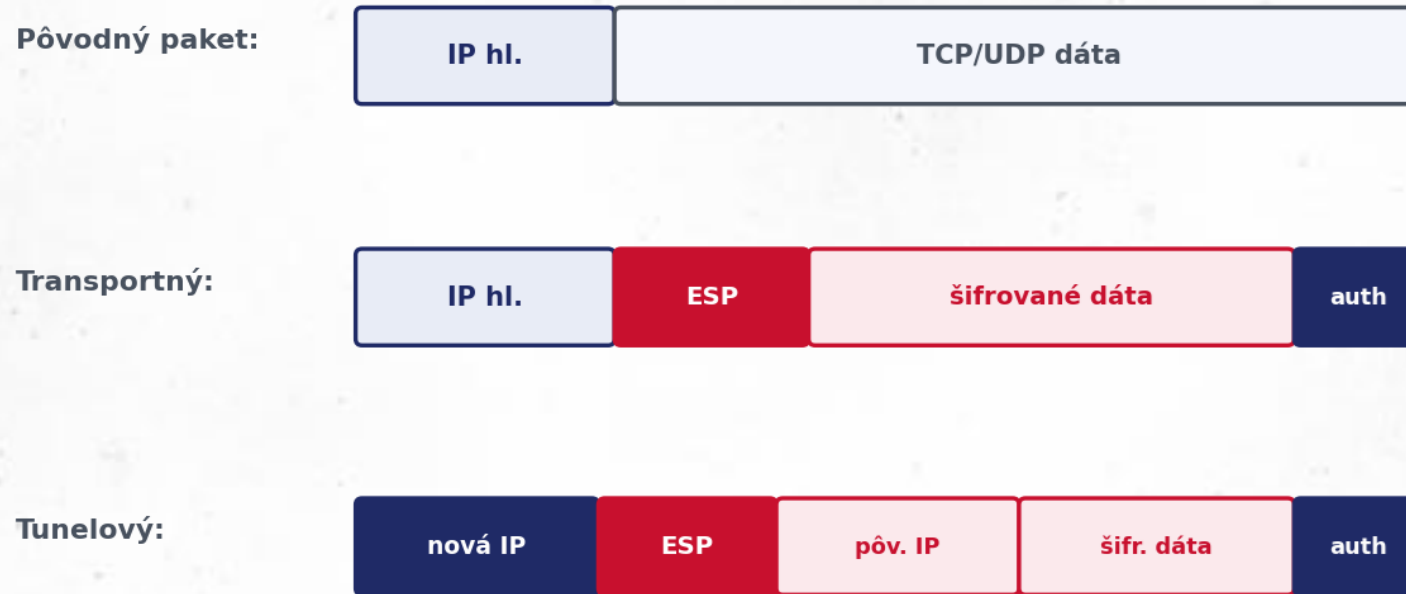 Pôvodný paket: IP hl. TCP/UDP dáta
Transportný: IP hl. ESP šifrované dáta auth
Tunelový: nová IP ESP pôv. IP šifr. dáta auth